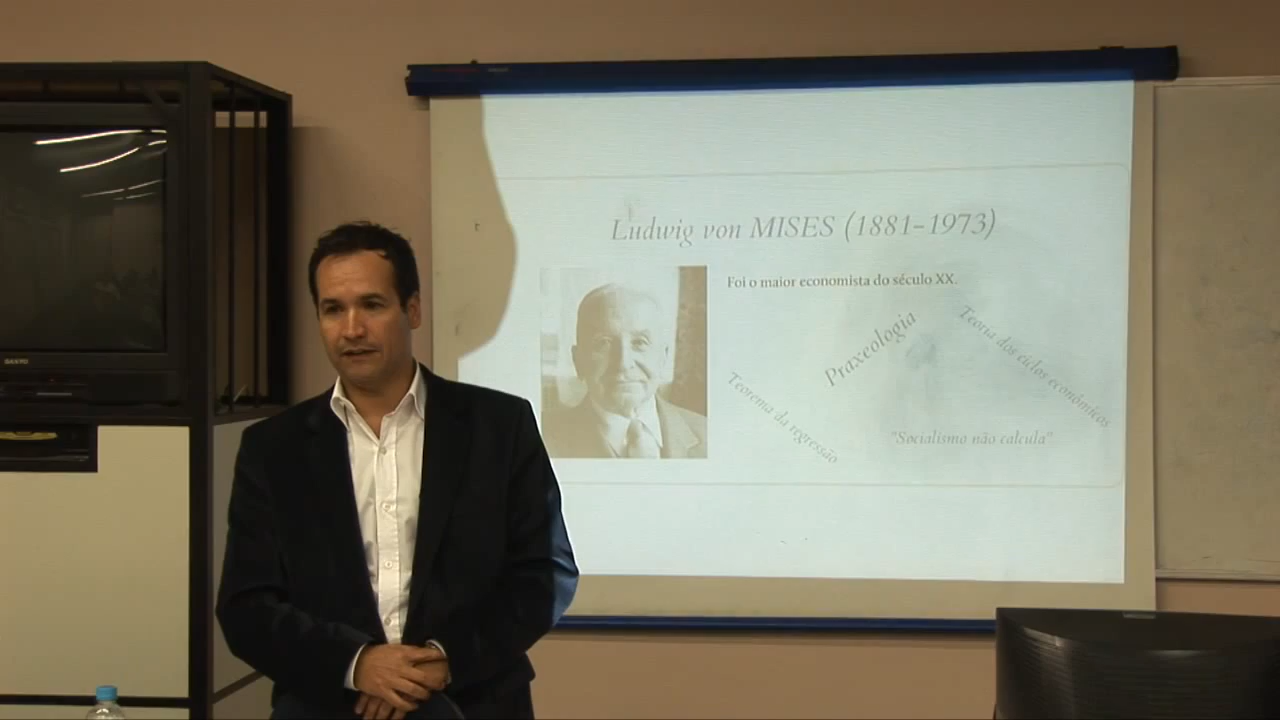 Ludwig von MISES (1881-1973)
Foi o maior economista do século XX.
Praxeologia
Teoria dos ciclos econômicos
Teorema da regressão
"Socialismo não calcula"
SANYO